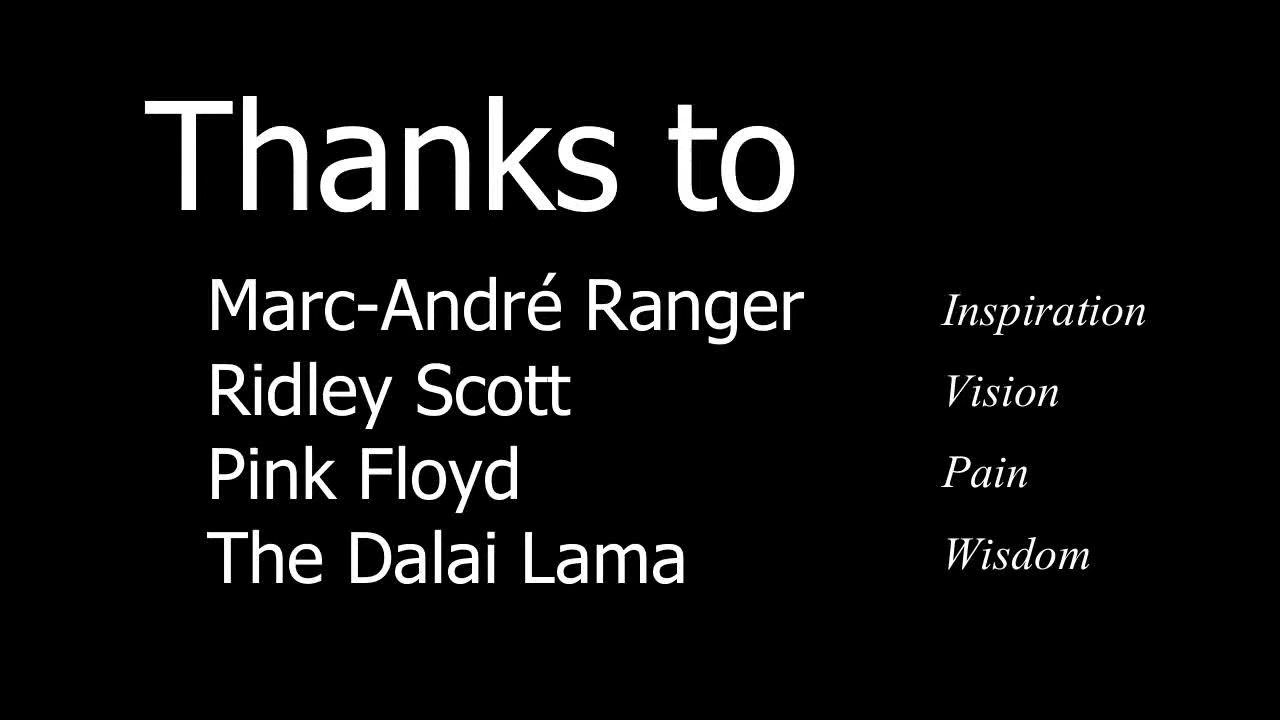 Thanks to
Marc-André Ranger Inspiration
Ridley Scott Vision
Pink Floyd Pain
The Dalai Lama Wisdom